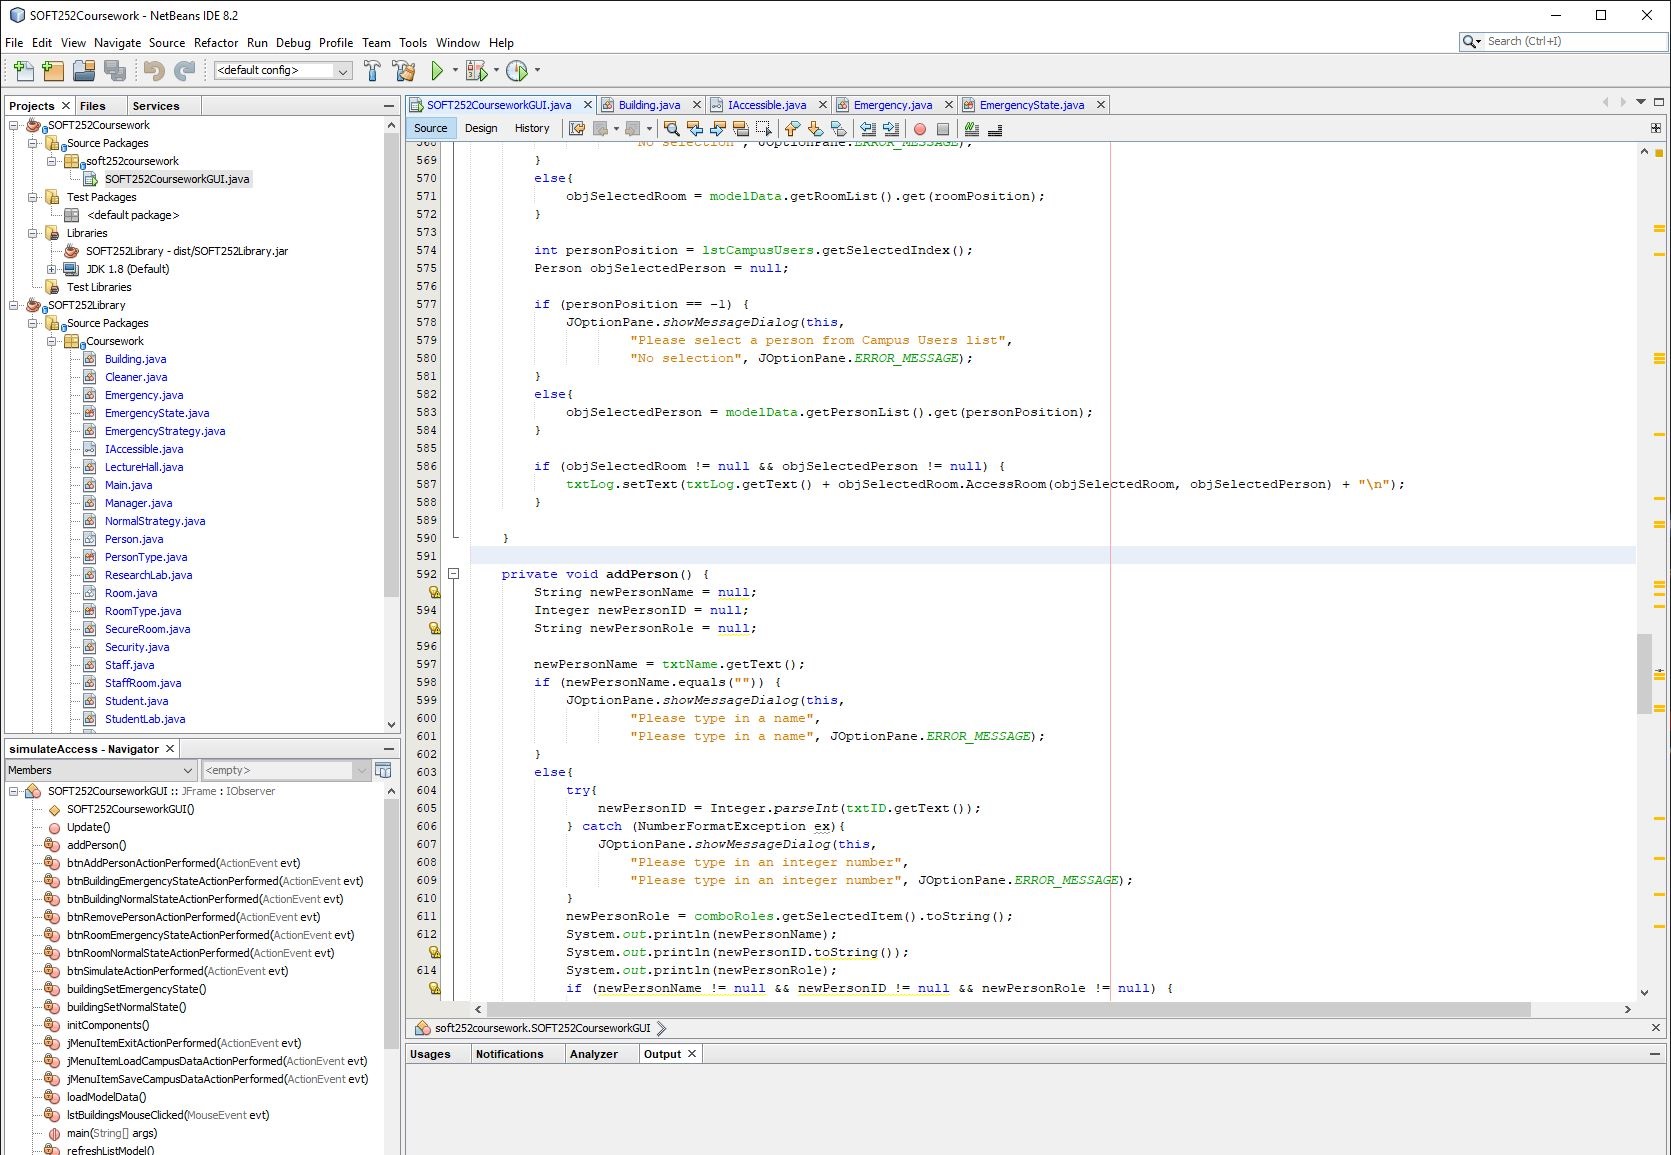 SOFT252Coursework - NetBeans IDE 8.2
File Edit View Navigate Source Refactor Run Debug Profile Team Tools Window Help
Search (Ctrl+I)
<default config>
Projects Files Services
SOFT252Coursework
Source Packages
soft252coursework
SOFT252CourseworkGUI.java
Test Packages
<default package>
Libraries
SOFT252Library - dist/SOFT252Library.jar
JDK 1.8 (Default)
Test Libraries
SOFT252Library
Source Packages
Coursework
Building.java
Cleaner.java
Emergency.java
EmergencyState.java
EmergencyStrategy.java
IAccessible.java
LectureHall.java
Main.java
Manager.java
NormalStrategy.java
Person.java
PersonType.java
ResearchLab.java
Room.java
RoomType.java
SecureRoom.java
Security.java
Staff.java
StaffRoom.java
Student.java
StudentLab.java
simulateAccess - Navigator
Members <empty>
SOFT252CourseworkGUI :: JFrame : IObserver
SOFT252CourseworkGUI()
Update()
addPerson()
btnAddPersonActionPerformed(ActionEvent evt)
btnBuildingEmergencyStateActionPerformed(ActionEvent evt)
btnBuildingNormalStateActionPerformed(ActionEvent evt)
btnRemovePersonActionPerformed(ActionEvent evt)
btnRoomEmergencyStateActionPerformed(ActionEvent evt)
btnRoomNormalStateActionPerformed(ActionEvent evt)
btnSimulateActionPerformed(ActionEvent evt)
buildingSetEmergencyState()
buildingSetNormalState()
initComponents()
jMenuItemExitActionPerformed(ActionEvent evt)
jMenuItemLoadCampusDataActionPerformed(ActionEvent evt)
jMenuItemSaveCampusDataActionPerformed(ActionEvent evt)
loadModelData()
lstBuildingsMouseClicked(MouseEvent evt)
main(String[] args)
refreshListModel()
SOFT252CourseworkGUI.java Building.java IAccessible.java Emergency.java EmergencyState.java
Source Design History
568 "No selection", JOptionPane.ERROR_MESSAGE);
569 }
570 else{
571 objSelectedRoom = modelData.getRoomList().get(roomPosition);
572 }
573
574 int personPosition = lstCampusUsers.getSelectedIndex();
575 Person objSelectedPerson = null;
576
577 if (personPosition == -1) {
578 JOptionPane.showMessageDialog(this,
579 "Please select a person from Campus Users list",
580 "No selection", JOptionPane.ERROR_MESSAGE);
581 }
582 else{
583 objSelectedPerson = modelData.getPersonList().get(personPosition);
584 }
585
586 if (objSelectedRoom != null && objSelectedPerson != null) {
587 txtLog.setText(txtLog.getText() + objSelectedRoom.AccessRoom(objSelectedRoom, objSelectedPerson) + "\n");
588 }
589
590 }
591
592 private void addPerson() {
String newPersonName = null;
594 Integer newPersonID = null;
String newPersonRole = null;
596
597 newPersonName = txtName.getText();
598 if (newPersonName.equals("")) {
599 JOptionPane.showMessageDialog(this,
600 "Please type in a name",
601 "Please type in a name", JOptionPane.ERROR_MESSAGE);
602 }
603 else{
604 try{
605 newPersonID = Integer.parseInt(txtID.getText());
606 } catch (NumberFormatException ex){
607 JOptionPane.showMessageDialog(this,
608 "Please type in an integer number",
609 "Please type in an integer number", JOptionPane.ERROR_MESSAGE);
610 }
611 newPersonRole = comboRoles.getSelectedItem().toString();
612 System.out.println(newPersonName);
System.out.println(newPersonID.toString());
614 System.out.println(newPersonRole);
if (newPersonName != null && newPersonID != null && newPersonRole != null) {
soft252coursework.SOFT252CourseworkGUI
Usages Notifications Analyzer Output